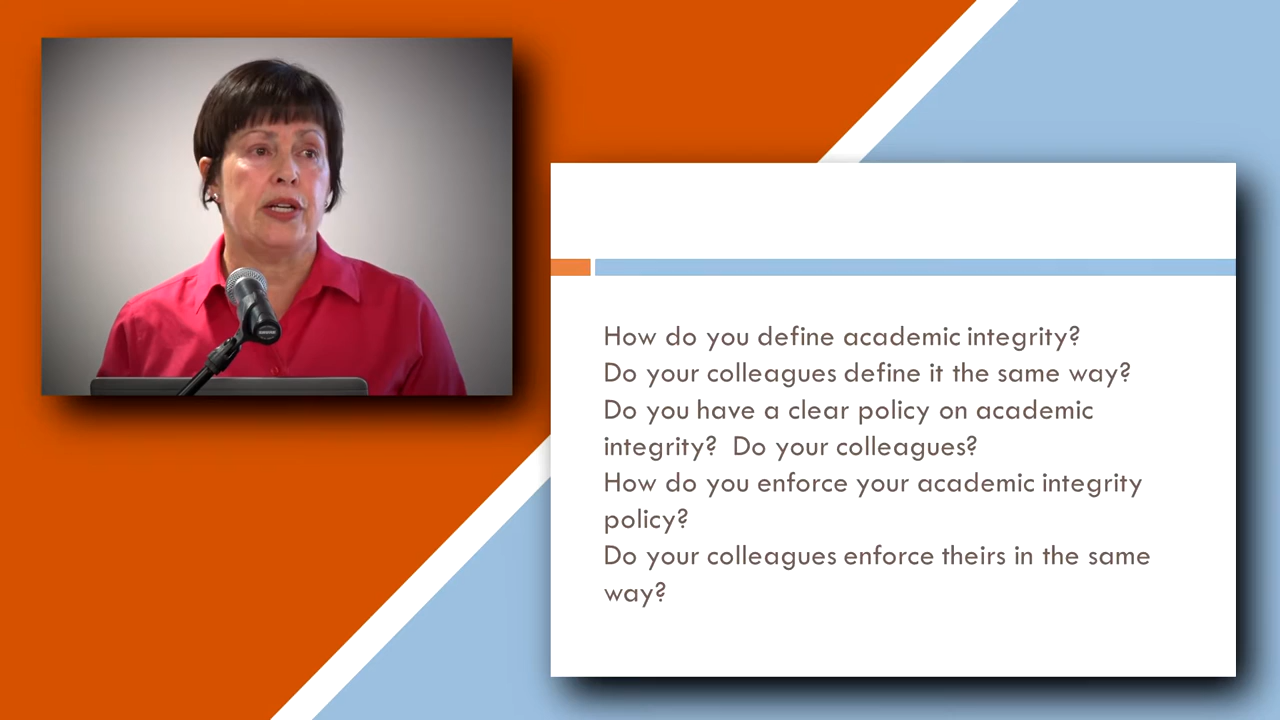 How do you define academic integrity?
Do your colleagues define it the same way?
Do you have a clear policy on academic
integrity?  Do your colleagues?
How do you enforce your academic integrity
policy?
Do your colleagues enforce theirs in the same
way?